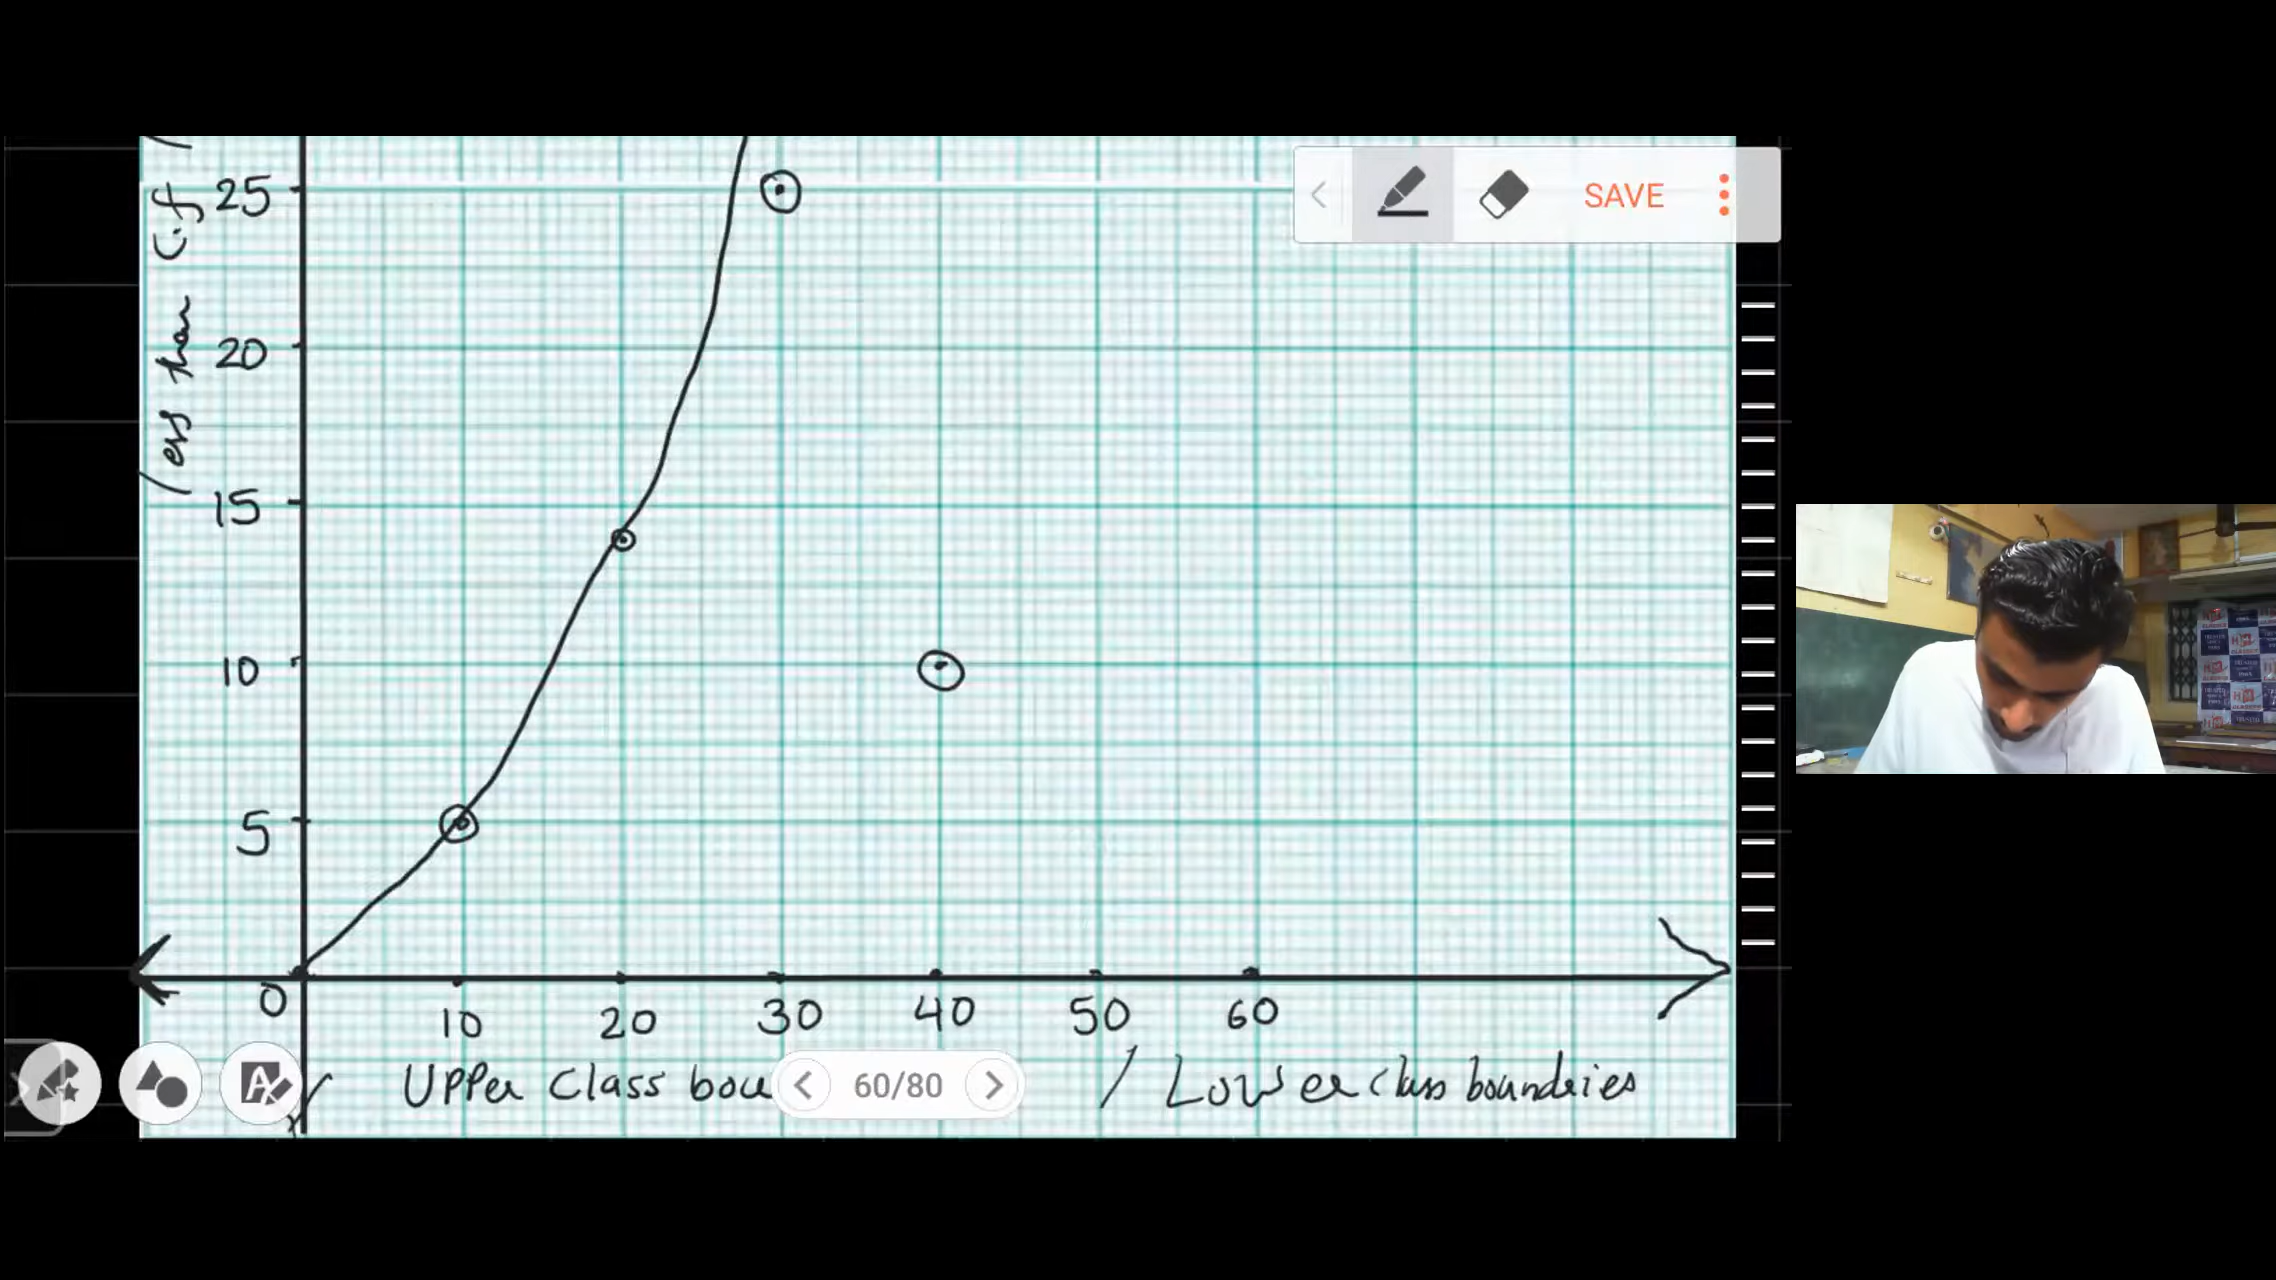 SAVE
25
20
15
10
5
0
less than C.f
10 20 30 40 50 60
Upper Class bou
/ Lower class boundries
60/80